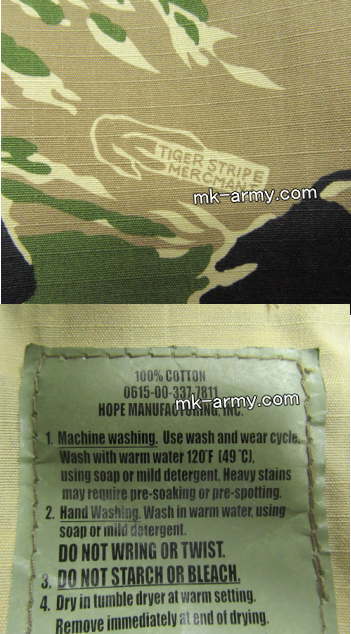 TIGER STRIPE
MERCMANS
mk-army.com
100% COTTON
0615-00-337-7811
HOPE MANUFACTURING, INC.
mk-army.com
1. Machine washing. Use wash and wear cycle.
Wash with warm water 120°F (49°C),
using soap or mild detergent. Heavy stains
may require pre-soaking or pre-spotting.
2. Hand Washing. Wash in warm water, using
soap or mild detergent.
DO NOT WRING OR TWIST.
3. DO NOT STARCH OR BLEACH.
4. Dry in tumble dryer at warm setting.
Remove immediately at end of drying.